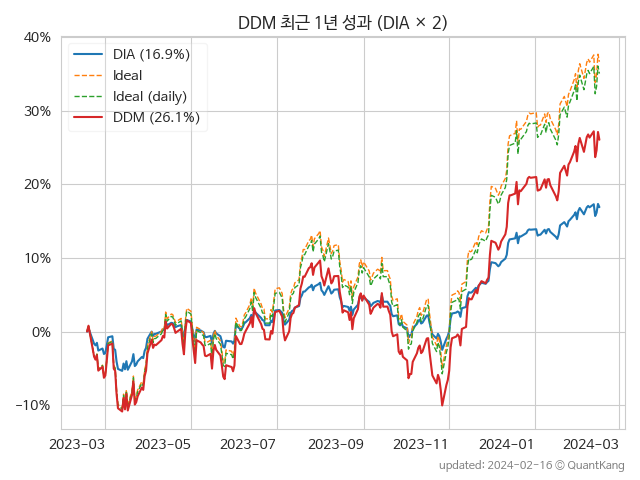 DDM 최근 1년 성과 (DIA × 2)
DIA (16.9%)
Ideal
Ideal (daily)
DDM (26.1%)
40%
30%
20%
10%
0%
−10%
2023-03
2023-05
2023-07
2023-09
2023-11
2024-01
2024-03
updated: 2024-02-16 © QuantKang